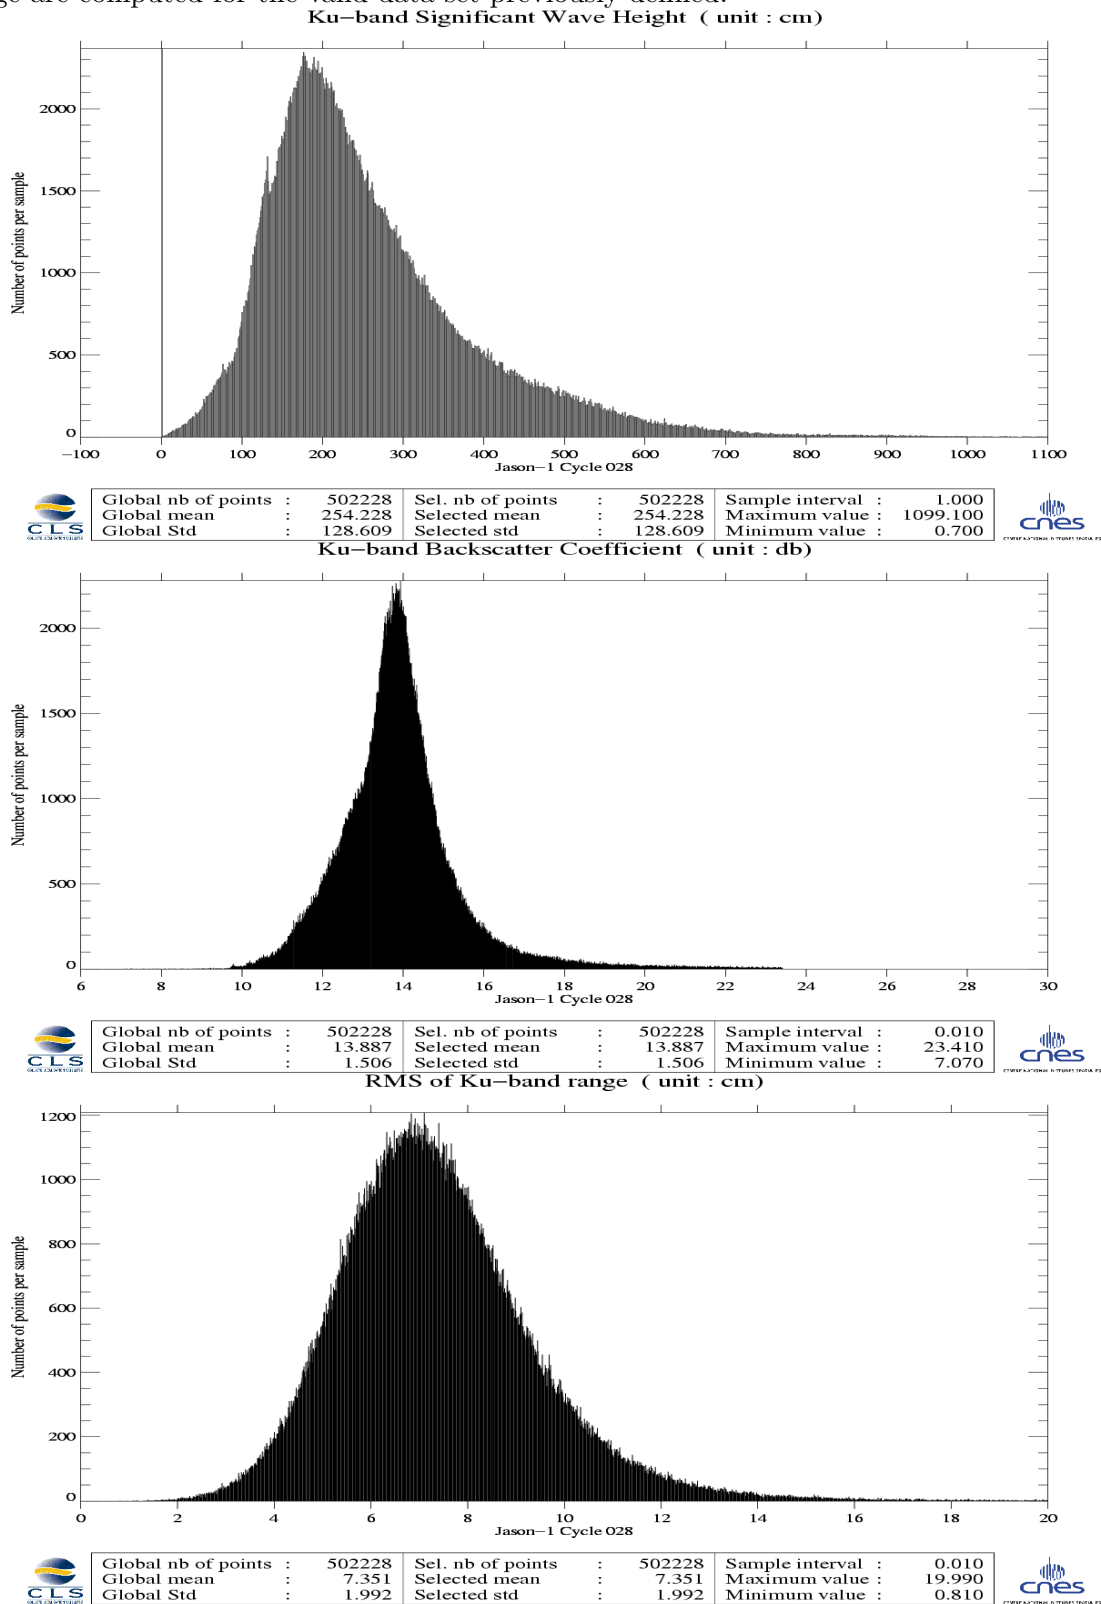 ge are computed for the valid data set previously defined.
Ku−band Significant Wave Height ( unit : cm)
Number of points per sample
2000
1500
1000
500
0
−100 0 100 200 300 400 500 600 700 800 900 1000 1100
Jason−1 Cycle 028
CLS
Global nb of points : 502228 Sel. nb of points : 502228 Sample interval : 1.000
Global mean : 254.228 Selected mean : 254.228 Maximum value : 1099.100
Global Std : 128.609 Selected std : 128.609 Minimum value : 0.700
cnes
Ku−band Backscatter Coefficient ( unit : db)
Number of points per sample
2000
1500
1000
500
0
6 8 10 12 14 16 18 20 22 24 26 28 30
Jason−1 Cycle 028
CLS
Global nb of points : 502228 Sel. nb of points : 502228 Sample interval : 0.010
Global mean : 13.887 Selected mean : 13.887 Maximum value : 23.410
Global Std : 1.506 Selected std : 1.506 Minimum value : 7.070
cnes
RMS of Ku−band range ( unit : cm)
Number of points per sample
1200
1000
800
600
400
200
0
0 2 4 6 8 10 12 14 16 18 20
Jason−1 Cycle 028
CLS
Global nb of points : 502228 Sel. nb of points : 502228 Sample interval : 0.010
Global mean : 7.351 Selected mean : 7.351 Maximum value : 19.990
Global Std : 1.992 Selected std : 1.992 Minimum value : 0.810
cnes